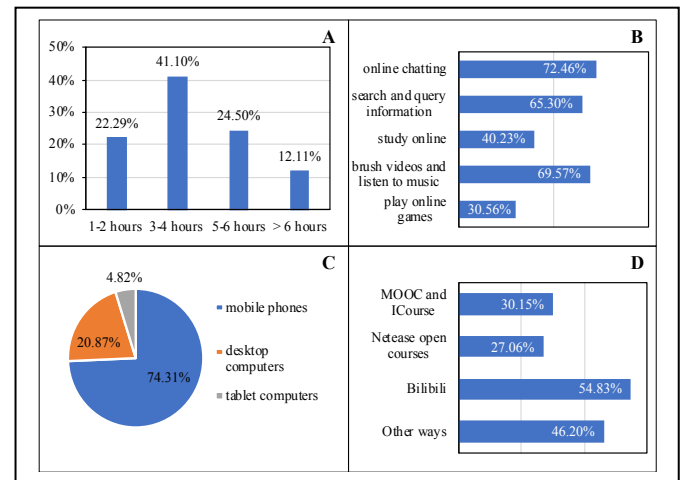 A
50%
40%
30%
20%
10%
0%
22.29%
41.10%
24.50%
12.11%
1-2 hours 3-4 hours 5-6 hours > 6 hours
B
online chatting
72.46%
search and query
information
65.30%
study online
40.23%
brush videos and
listen to music
69.57%
play online
games
30.56%
C
4.82%
20.87%
74.31%
mobile phones
desktop
computers
tablet computers
D
MOOC and
ICourse
30.15%
Netease open
courses
27.06%
Bilibili
54.83%
Other ways
46.20%